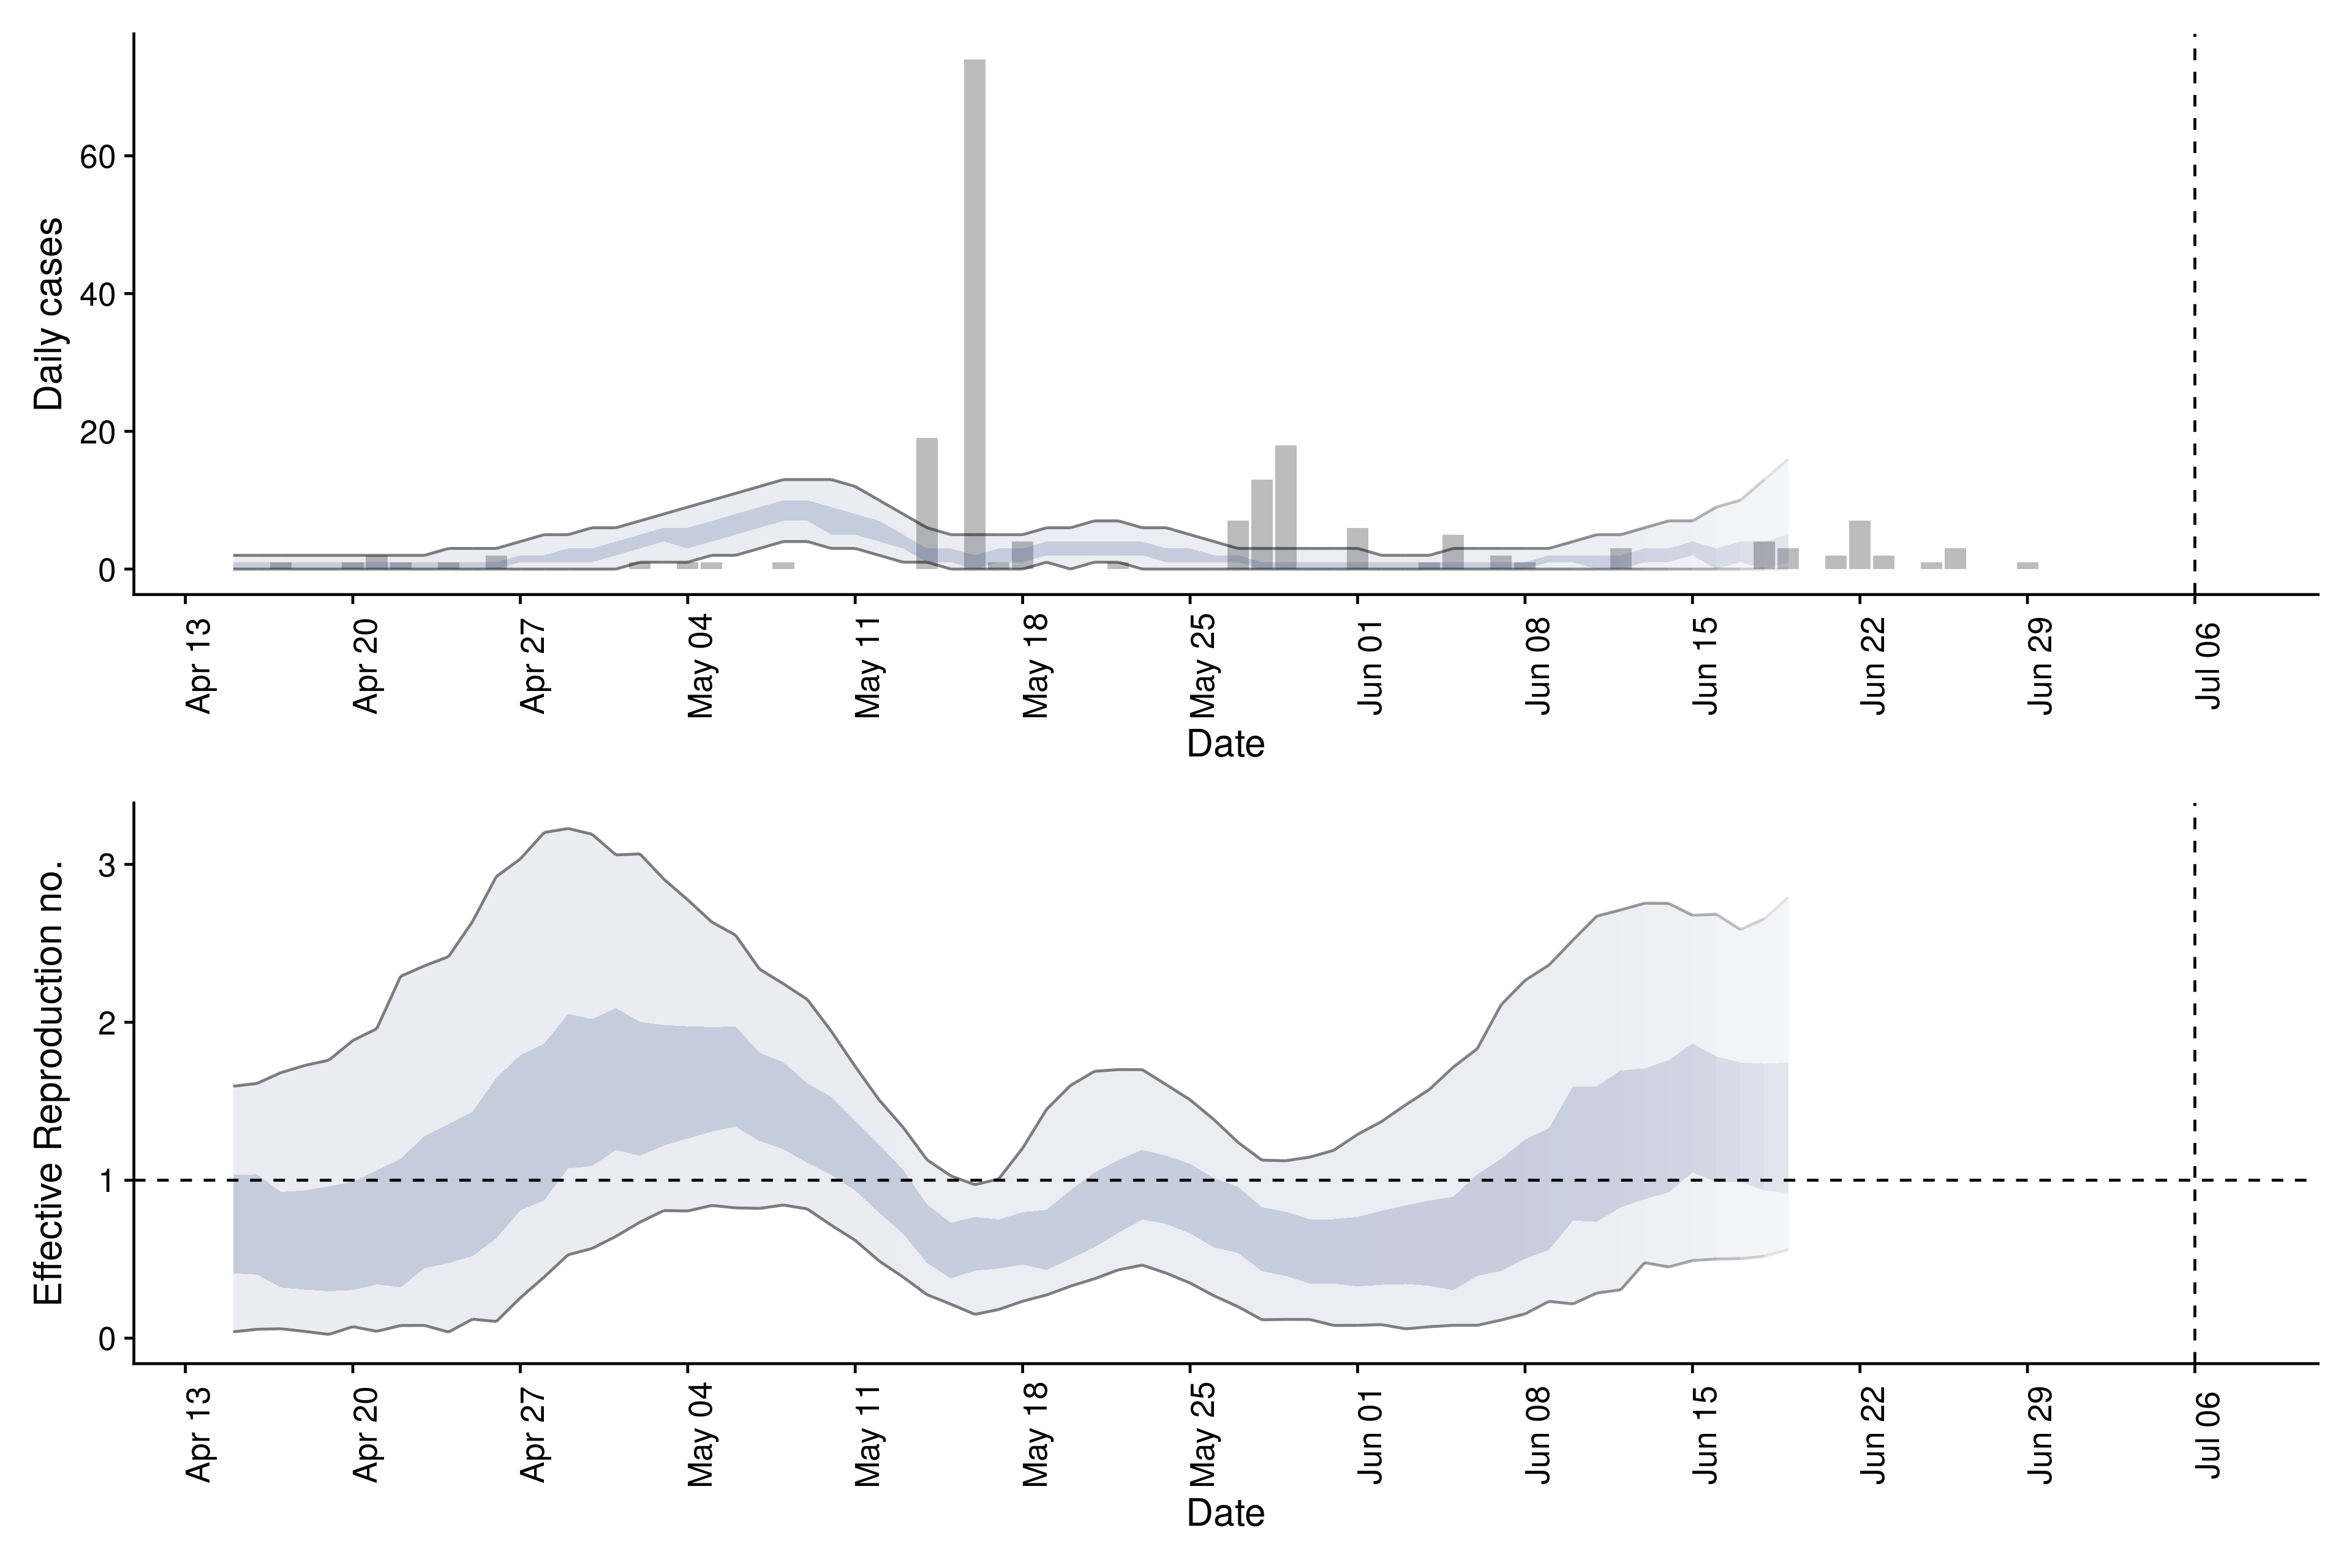 Daily cases
60
40
20
0
Apr 13
Apr 20
Apr 27
May 04
May 11
May 18
May 25
Jun 01
Jun 08
Jun 15
Jun 22
Jun 29
Jul 06
Date
Effective Reproduction no.
3
2
1
0
Apr 13
Apr 20
Apr 27
May 04
May 11
May 18
May 25
Jun 01
Jun 08
Jun 15
Jun 22
Jun 29
Jul 06
Date